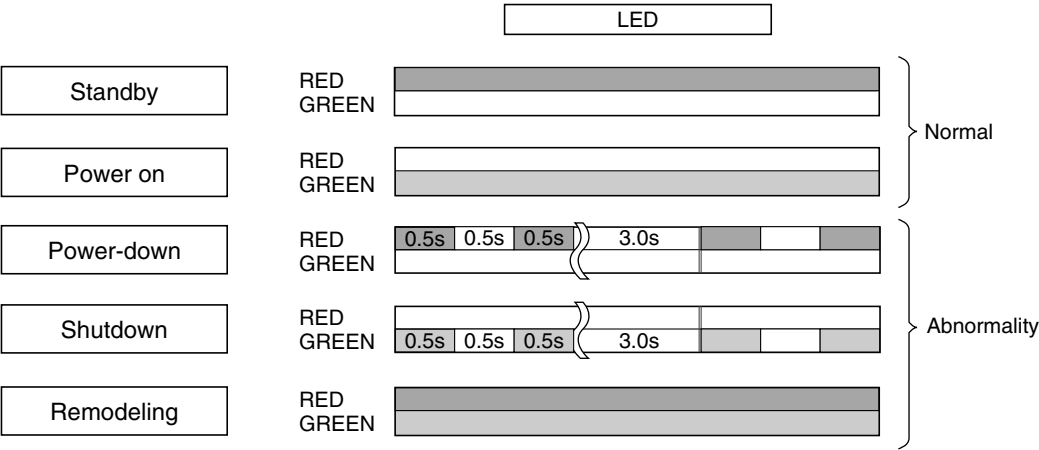 LED
Standby
RED
GREEN
Power on
RED
GREEN
Normal
Power-down
RED 0.5s 0.5s 0.5s 3.0s
GREEN
Shutdown
RED
GREEN 0.5s 0.5s 0.5s 3.0s
Abnormality
Remodeling
RED
GREEN